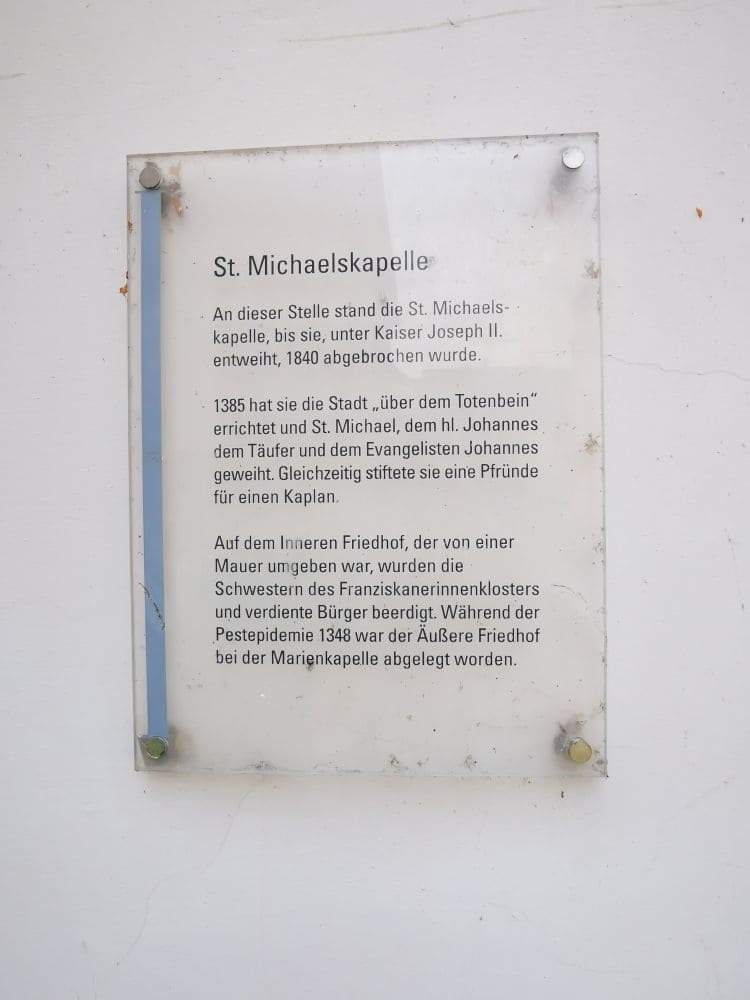 St. Michaelskapelle
An dieser Stelle stand die St. Michaels-
kapelle, bis sie, unter Kaiser Joseph II.
entweiht, 1840 abgebrochen wurde.
1385 hat sie die Stadt „über dem Totenbein“
errichtet und St. Michael, dem hl. Johannes
dem Täufer und dem Evangelisten Johannes
geweiht. Gleichzeitig stiftete sie eine Pfründe
für einen Kaplan.
Auf dem Inneren Friedhof, der von einer
Mauer umgeben war, wurden die
Schwestern des Franziskanerinnenklosters
und verdiente Bürger beerdigt. Während der
Pestepidemie 1348 war der Äußere Friedhof
bei der Marienkapelle abgelegt worden.